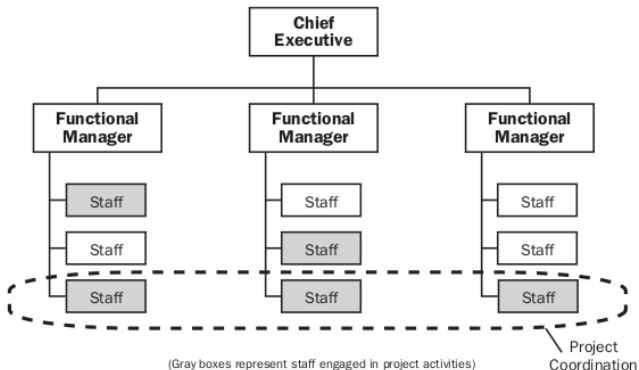 Chief
Executive
Functional
Manager
Functional
Manager
Functional
Manager
Staff
Staff
Staff
Staff
Staff
Staff
Staff
Staff
Staff
Project
Coordination
(Gray boxes represent staff engaged in project activities)